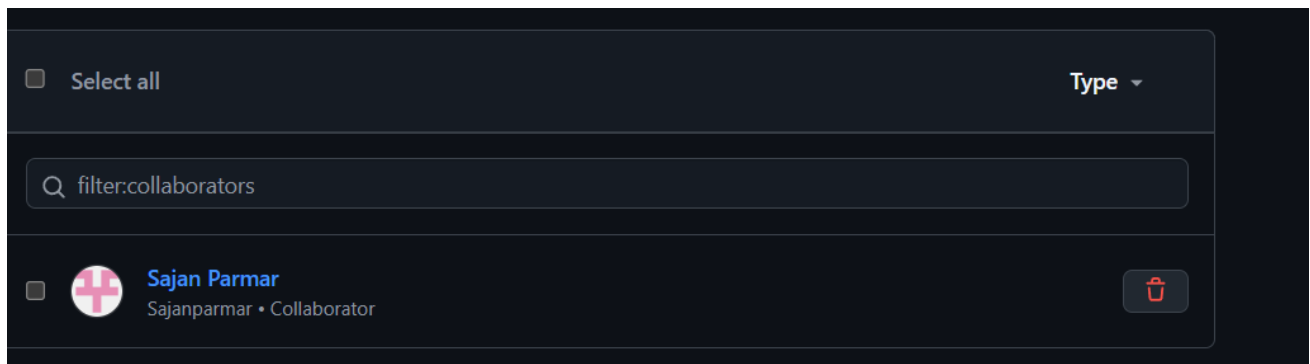 Select all
Type
filter:collaborators
Sajan Parmar
Sajanparmar • Collaborator